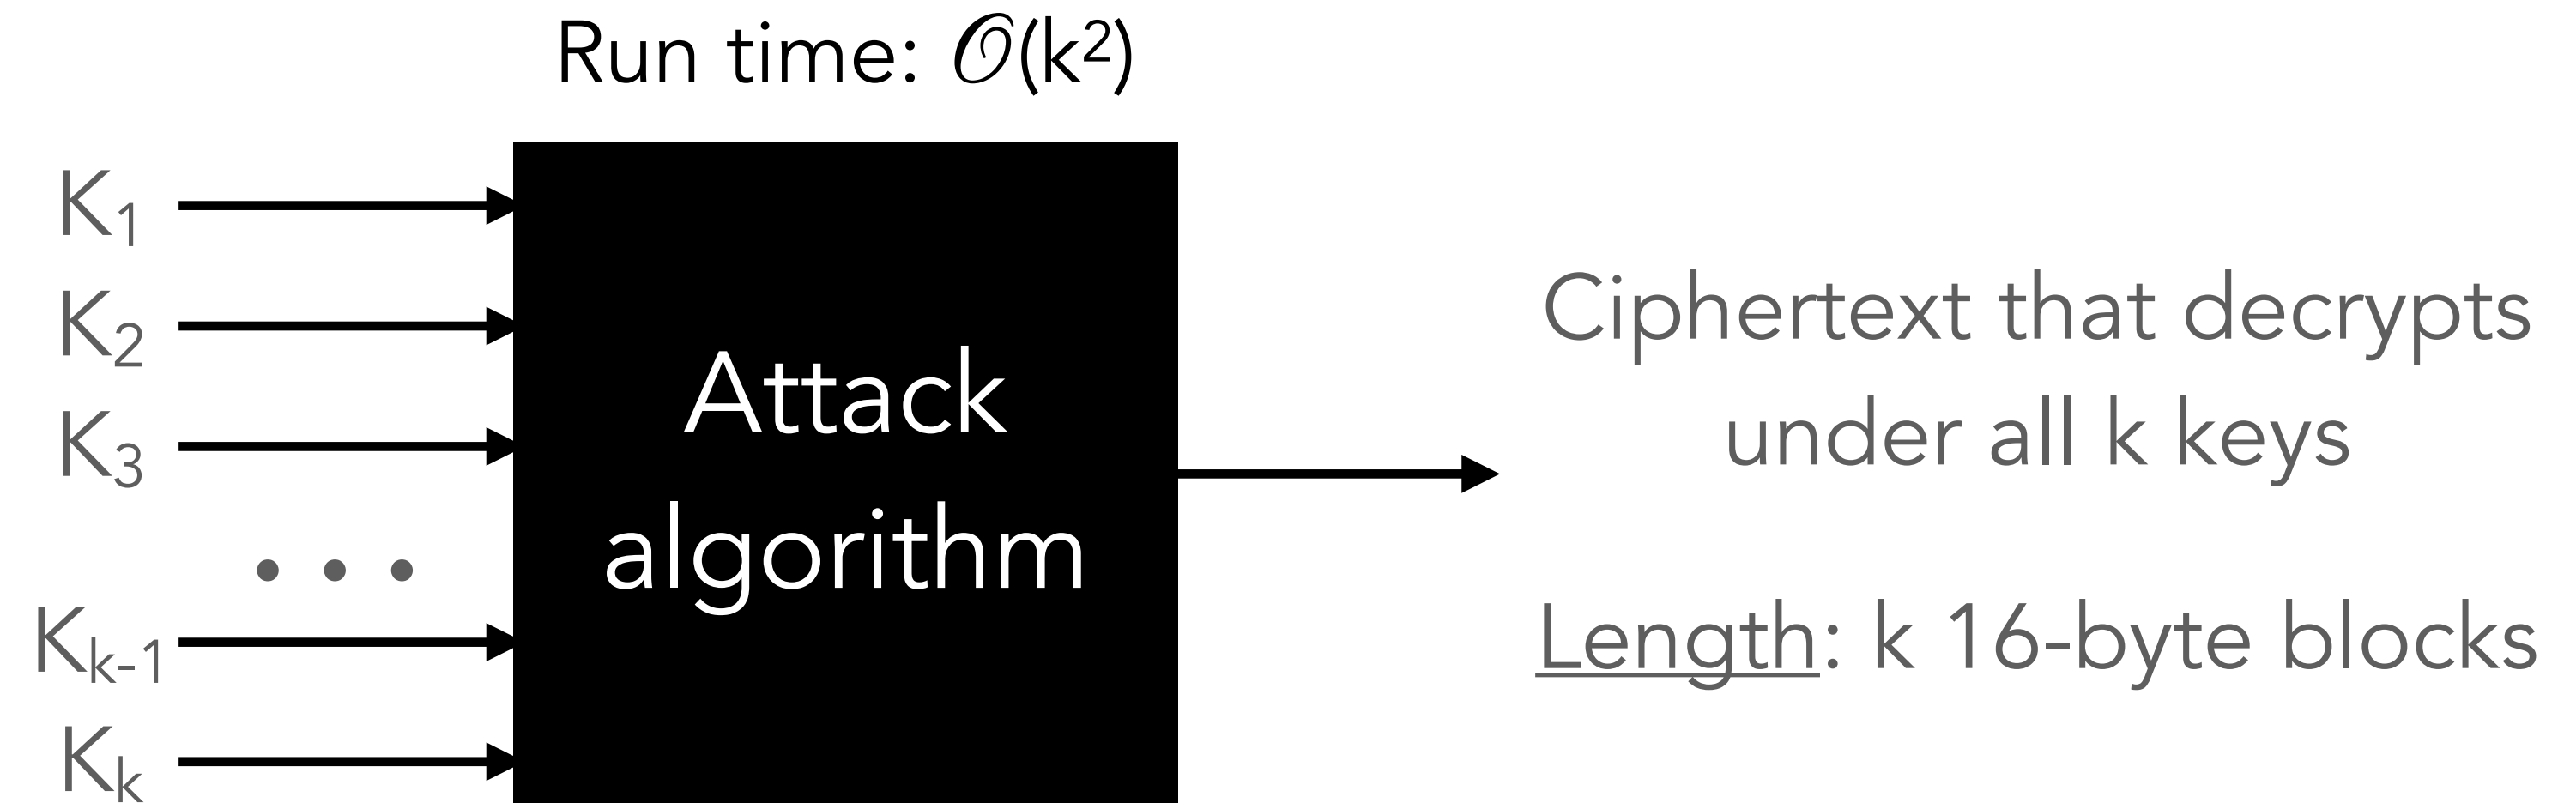 Run time: 𝒪(k²)
K₁
K₂
K₃
• • •
Kₖ₋₁
Kₖ
Attack
algorithm
Ciphertext that decrypts
under all k keys
Length: k 16-byte blocks